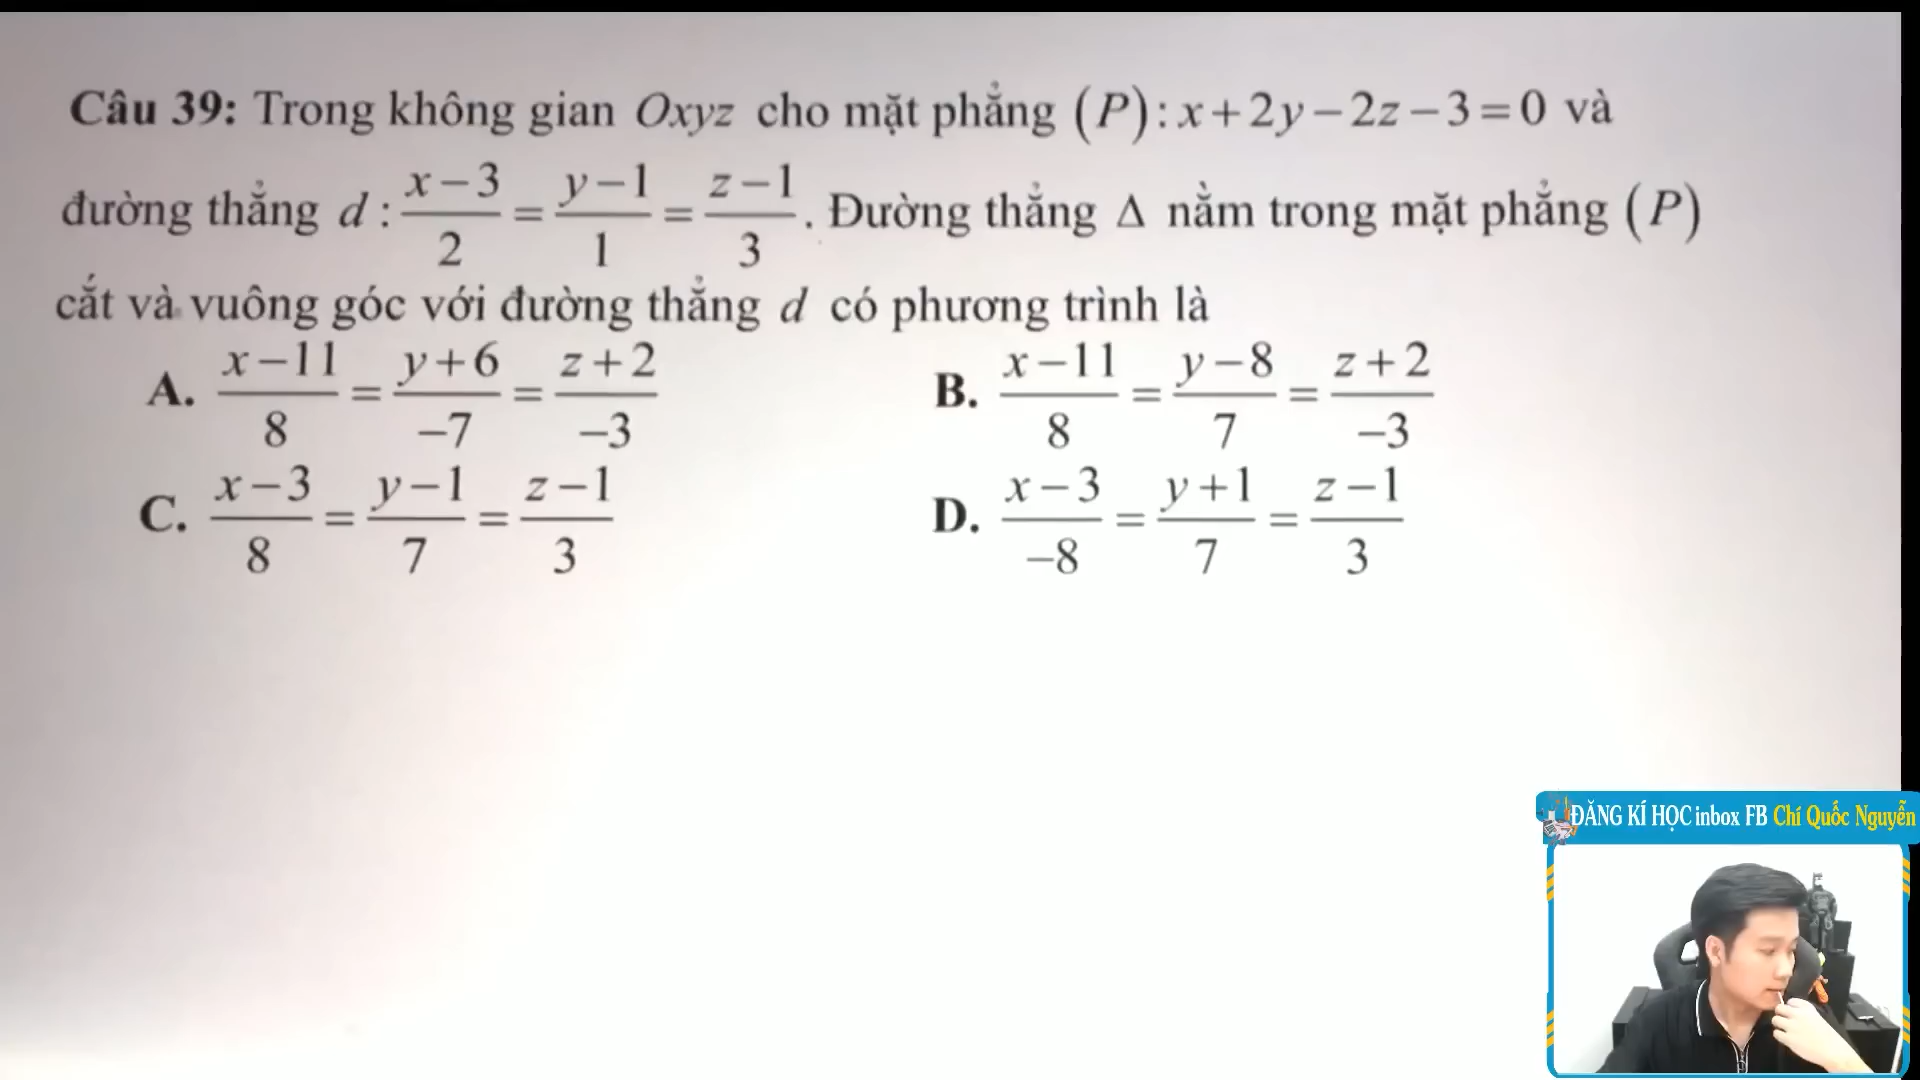 Câu 39: Trong không gian Oxyz cho mặt phẳng (P): x+2y−2z−3=0 và
đường thẳng d: (x−3)/2 = (y−1)/1 = (z−1)/3. Đường thẳng Δ nằm trong mặt phẳng (P)
cắt và vuông góc với đường thẳng d có phương trình là
A. (x−11)/8 = (y+6)/−7 = (z+2)/−3
B. (x−11)/8 = (y−8)/7 = (z+2)/−3
C. (x−3)/8 = (y−1)/7 = (z−1)/3
D. (x−3)/−8 = (y+1)/7 = (z−1)/3
ĐĂNG KÍ HỌC inbox FB Chí Quốc Nguyễn